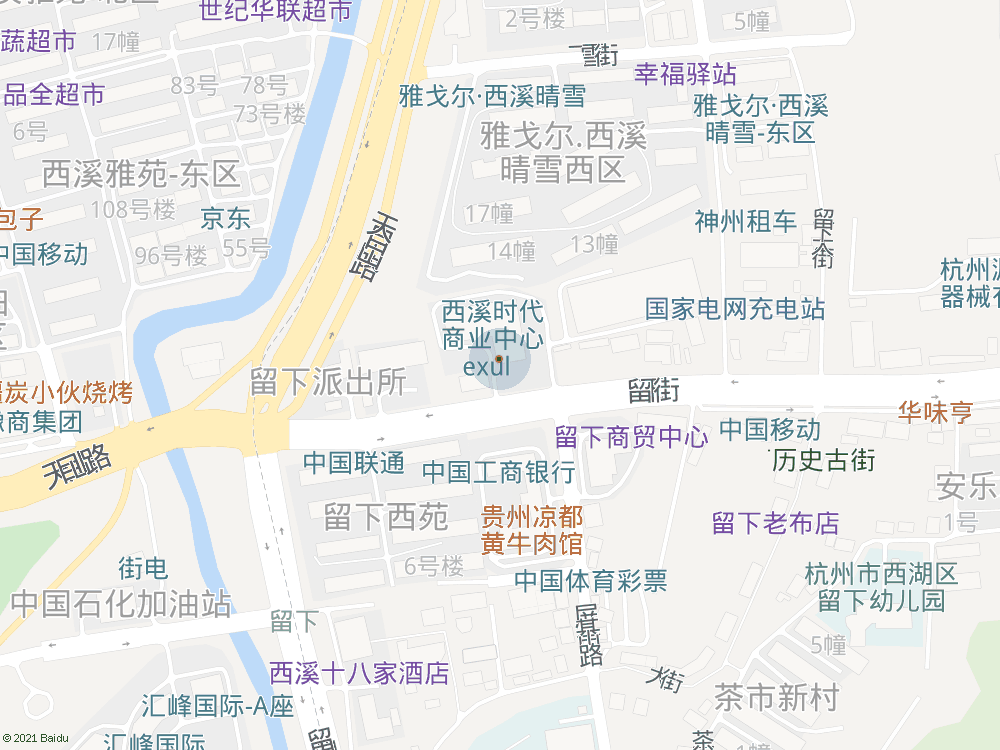 世纪华联超市
2号楼
5幢
蔬超市
17幢
雪街
幸福驿站
83号
78号
品全超市
雅戈尔·西溪晴雪
雅戈尔·西溪
晴雪-东区
73号楼
6号
雅戈尔.西溪
晴雪西区
西溪雅苑-东区
108号楼
京东
17幢
神州租车
包子
中国移动
96号楼
55号
14幢
13幢
天目山路
留下街
器械有
西溪时代
商业中心
exul
国家电网充电站
留下派出所
炭小伙烧烤
商集团
华味亨
留下商贸中心
中国移动
历史古街
中国联通
中国工商银行
安乐
1号
留下西苑
贵州凉都
黄牛肉馆
留下老布店
6号楼
街电
中国体育彩票
杭州市西湖区
留下幼儿园
中国石化加油站
留下
5幢
西溪十八家酒店
大街
茶市新村
汇峰国际-A座
汇峰国际
留
茶
1幢
© 2021 Baidu